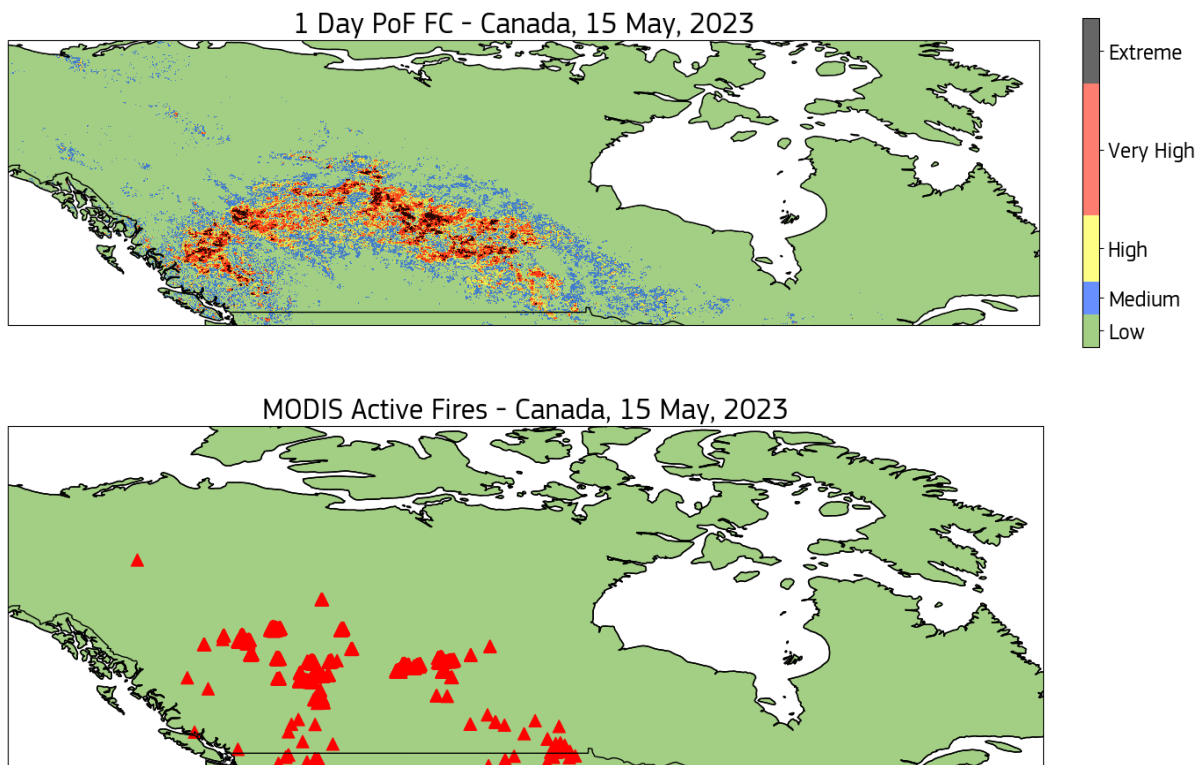 1 Day PoF FC - Canada, 15 May, 2023
Extreme
Very High
High
Medium
Low
MODIS Active Fires - Canada, 15 May, 2023